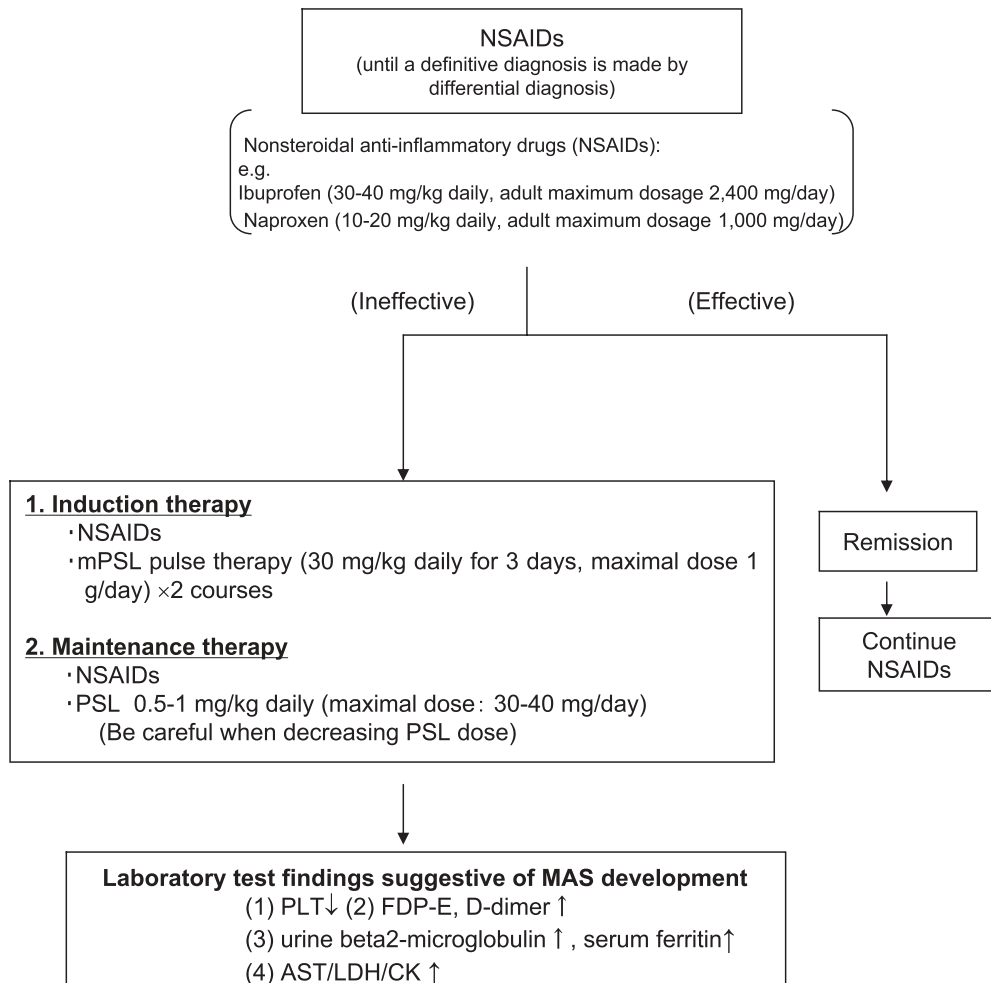 NSAIDs
(until a definitive diagnosis is made by
differential diagnosis)
Nonsteroidal anti-inflammatory drugs (NSAIDs):
e.g.
Ibuprofen (30-40 mg/kg daily, adult maximum dosage 2,400 mg/day)
Naproxen (10-20 mg/kg daily, adult maximum dosage 1,000 mg/day)
(Ineffective)
(Effective)
1. Induction therapy
・NSAIDs
・mPSL pulse therapy (30 mg/kg daily for 3 days, maximal dose 1
g/day) ×2 courses
2. Maintenance therapy
・NSAIDs
・PSL 0.5-1 mg/kg daily (maximal dose: 30-40 mg/day)
(Be careful when decreasing PSL dose)
Remission
Continue
NSAIDs
Laboratory test findings suggestive of MAS development
(1) PLT↓ (2) FDP-E, D-dimer ↑
(3) urine beta2-microglobulin ↑ , serum ferritin↑
(4) AST/LDH/CK ↑